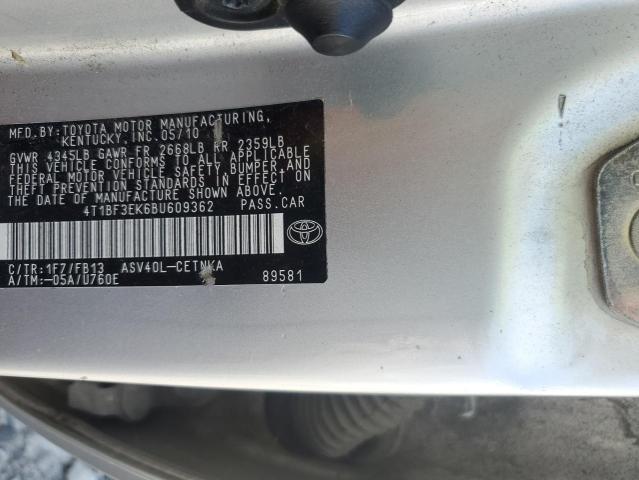 MFD.BY:TOYOTA MOTOR MANUFACTURING,
KENTUCKY, INC.05/10
GVWR 4345LB GAWR FR 2668LB RR 2359LB
THIS VEHICLE CONFORMS TO ALL APPLICABLE
FEDERAL MOTOR VEHICLE SAFETY, BUMPER,AND
THEFT PREVENTION STANDARDS IN EFFECT ON
THE DATE OF MANUFACTURE SHOWN ABOVE.
4T1BF3EK6BU609362 PASS.CAR
C/TR:1F7/FB13 ASV40L-CETNKA
A/TM:-05A/U760E 89581